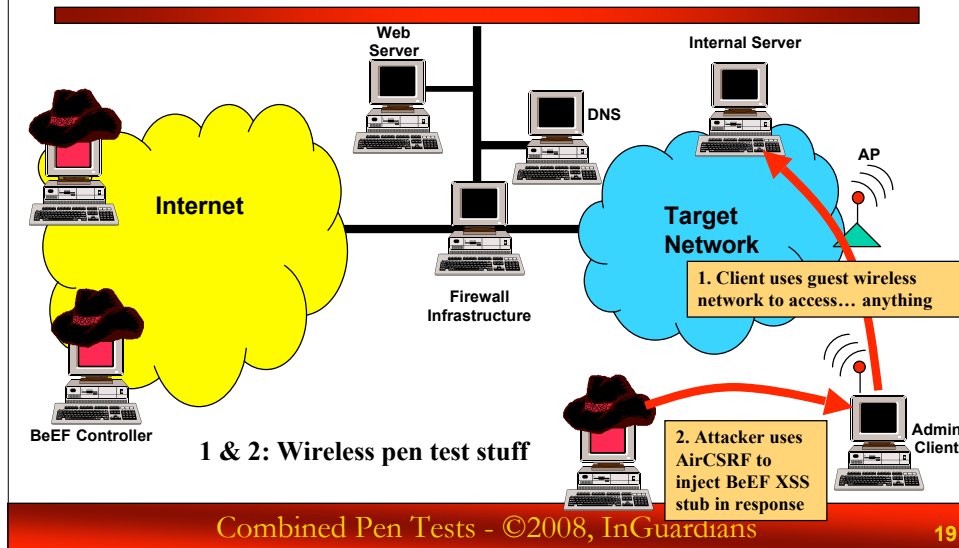 Web
Server
Internal Server
DNS
AP
Internet
Target
Network
1. Client uses guest wireless
network to access… anything
Firewall
Infrastructure
BeEF Controller
1 & 2: Wireless pen test stuff
2. Attacker uses
AirCSRF to
inject BeEF XSS
stub in response
Admin
Client
Combined Pen Tests - ©2008, InGuardians
19